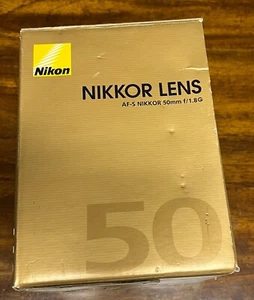 Nikon
NIKKOR LENS
AF-S NIKKOR 50mm f/1.8G
50